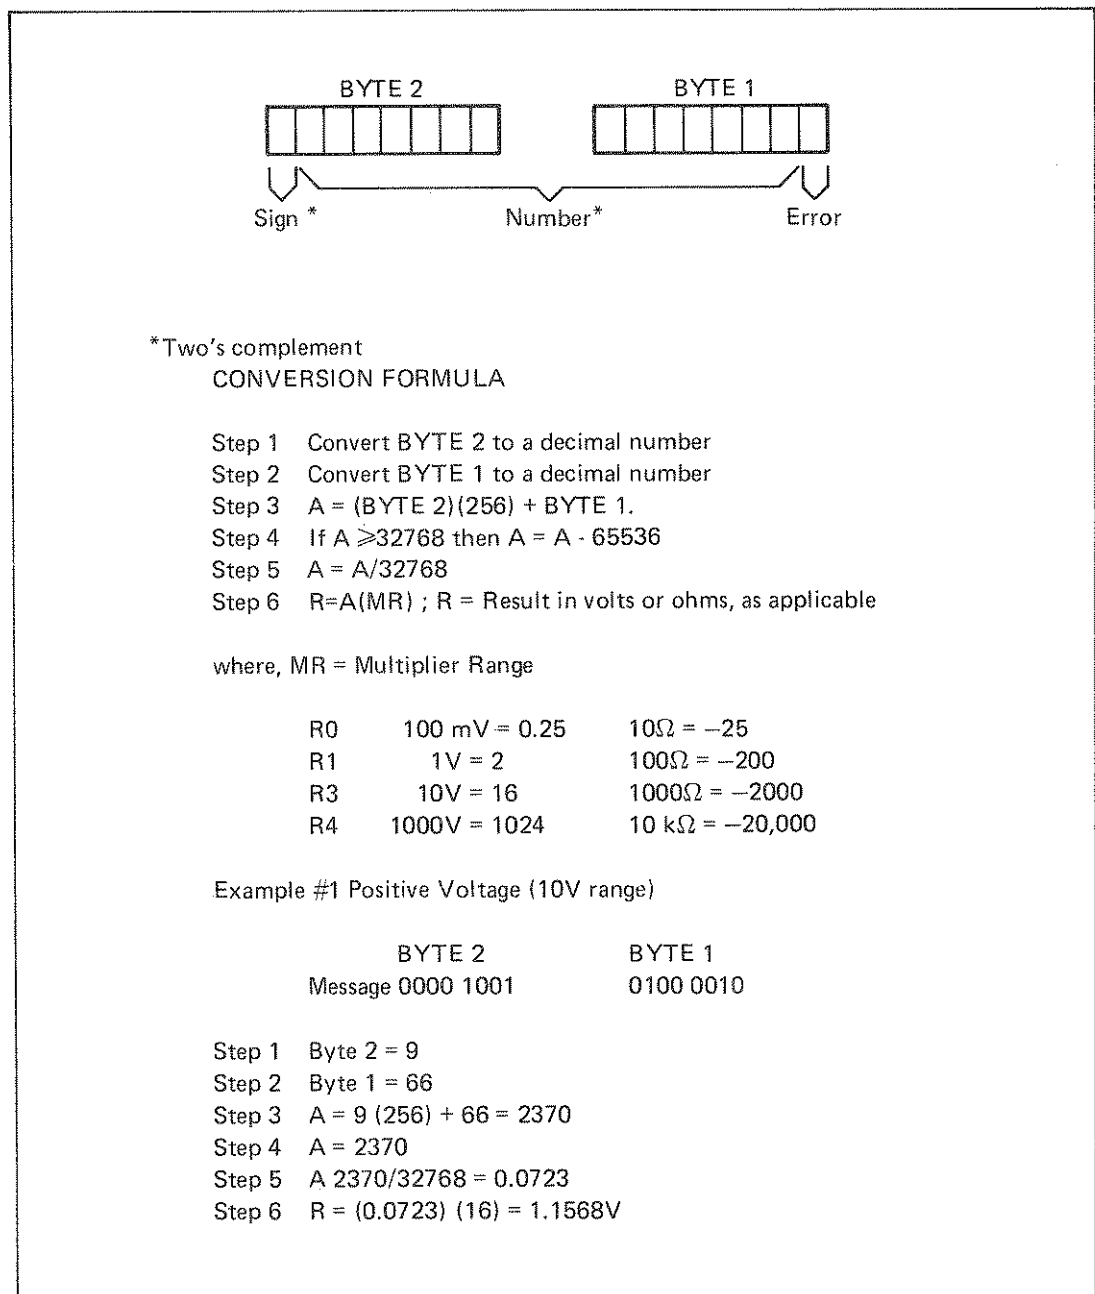 BYTE 2 BYTE 1
Sign * Number* Error
*Two's complement
CONVERSION FORMULA
Step 1 Convert BYTE 2 to a decimal number
Step 2 Convert BYTE 1 to a decimal number
Step 3 A = (BYTE 2)(256) + BYTE 1.
Step 4 If A ⩾32768 then A = A - 65536
Step 5 A = A/32768
Step 6 R=A(MR) ; R = Result in volts or ohms, as applicable
where, MR = Multiplier Range
R0 100 mV = 0.25 10Ω = −25
R1 1V = 2 100Ω = −200
R3 10V = 16 1000Ω = −2000
R4 1000V = 1024 10 kΩ = −20,000
Example #1 Positive Voltage (10V range)
BYTE 2 BYTE 1
Message 0000 1001 0100 0010
Step 1 Byte 2 = 9
Step 2 Byte 1 = 66
Step 3 A = 9 (256) + 66 = 2370
Step 4 A = 2370
Step 5 A 2370/32768 = 0.0723
Step 6 R = (0.0723) (16) = 1.1568V